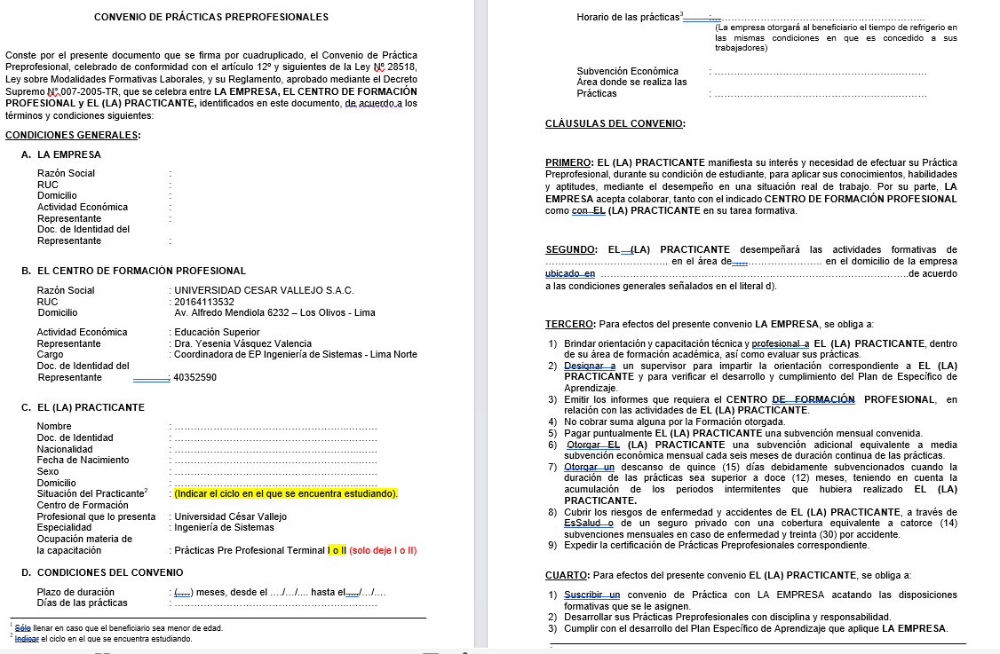 CONVENIO DE PRÁCTICAS PREPROFESIONALES
Conste por el presente documento que se firma por cuadruplicado, el Convenio de Práctica
Preprofesional, celebrado de conformidad con el artículo 12º y siguientes de la Ley Nº 28518,
Ley sobre Modalidades Formativas Laborales, y su Reglamento, aprobado mediante el Decreto
Supremo N° 007-2005-TR, que se celebra entre LA EMPRESA, EL CENTRO DE FORMACIÓN
PROFESIONAL y EL (LA) PRACTICANTE, identificados en este documento, de acuerdo a los
términos y condiciones siguientes:
CONDICIONES GENERALES:
A. LA EMPRESA
Razón Social :
RUC :
Domicilio :
Actividad Económica :
Representante :
Doc. de Identidad del
Representante :
B. EL CENTRO DE FORMACIÓN PROFESIONAL
Razón Social : UNIVERSIDAD CESAR VALLEJO S.A.C.
RUC : 20164113532
Domicilio Av. Alfredo Mendiola 6232 – Los Olivos - Lima
Actividad Económica : Educación Superior
Representante : Dra. Yesenia Vásquez Valencia
Cargo : Coordinadora de EP Ingeniería de Sistemas - Lima Norte
Doc. de Identidad del
Representante : 40352590
C. EL (LA) PRACTICANTE
Nombre : ……………………………………………
Doc. de Identidad : ……………………………………………
Nacionalidad : ……………………………………………
Fecha de Nacimiento : ……………………………………………
Sexo : ……………………………………………
Domicilio : ……………………………………………
Situación del Practicante2 : (Indicar el ciclo en el que se encuentra estudiando).
Centro de Formación
Profesional que lo presenta : Universidad César Vallejo
Especialidad : Ingeniería de Sistemas
Ocupación materia de
la capacitación : Prácticas Pre Profesional Terminal I o II (solo deje I o II)
D. CONDICIONES DEL CONVENIO
Plazo de duración : (.....) meses, desde el …./…/…. hasta el…../…/….
Días de las prácticas : ……………………………………………
1 Sólo llenar en caso que el beneficiario sea menor de edad.
2 Indicar el ciclo en el que se encuentra estudiando.
Horario de las prácticas3 :……………………………………………
(La empresa otorgará al beneficiario el tiempo de refrigerio en
las mismas condiciones en que es concedido a sus
trabajadores)
Subvención Económica : ……………………………………………
Área donde se realiza las
Prácticas : ……………………………………………
CLÁUSULAS DEL CONVENIO:
PRIMERO: EL (LA) PRACTICANTE manifiesta su interés y necesidad de efectuar su Práctica
Preprofesional, durante su condición de estudiante, para aplicar sus conocimientos, habilidades
y aptitudes, mediante el desempeño en una situación real de trabajo. Por su parte, LA
EMPRESA acepta colaborar, tanto con el indicado CENTRO DE FORMACIÓN PROFESIONAL
como con EL (LA) PRACTICANTE en su tarea formativa.
SEGUNDO: EL (LA) PRACTICANTE desempeñará las actividades formativas de
…………………………….. en el área de…..………………. en el domicilio de la empresa
ubicado en ……………………………………………………………………………de acuerdo
a las condiciones generales señalados en el literal d).
TERCERO: Para efectos del presente convenio LA EMPRESA, se obliga a:
1) Brindar orientación y capacitación técnica y profesional a EL (LA) PRACTICANTE, dentro
de su área de formación académica, así como evaluar sus prácticas.
2) Designar a un supervisor para impartir la orientación correspondiente a EL (LA)
PRACTICANTE y para verificar el desarrollo y cumplimiento del Plan de Específico de
Aprendizaje.
3) Emitir los informes que requiera el CENTRO DE FORMACIÓN PROFESIONAL, en
relación con las actividades de EL (LA) PRACTICANTE.
4) No cobrar suma alguna por la Formación otorgada.
5) Pagar puntualmente EL (LA) PRACTICANTE una subvención mensual convenida.
6) Otorgar EL (LA) PRACTICANTE una subvención adicional equivalente a media
subvención económica mensual cada seis meses de duración continua de las prácticas.
7) Otorgar un descanso de quince (15) días debidamente subvencionados cuando la
duración de las prácticas sea superior a doce (12) meses, teniendo en cuenta la
acumulación de los periodos intermitentes que hubiera realizado EL (LA)
PRACTICANTE.
8) Cubrir los riesgos de enfermedad y accidentes de EL (LA) PRACTICANTE, a través de
EsSalud o de un seguro privado con una cobertura equivalente a catorce (14)
subvenciones mensuales en caso de enfermedad y treinta (30) por accidente.
9) Expedir la certificación de Prácticas Preprofesionales correspondiente.
CUARTO: Para efectos del presente convenio EL (LA) PRACTICANTE, se obliga a:
1) Suscribir un convenio de Práctica con LA EMPRESA acatando las disposiciones
formativas que se le asignen.
2) Desarrollar sus Prácticas Preprofesionales con disciplina y responsabilidad.
3) Cumplir con el desarrollo del Plan Específico de Aprendizaje que aplique LA EMPRESA.